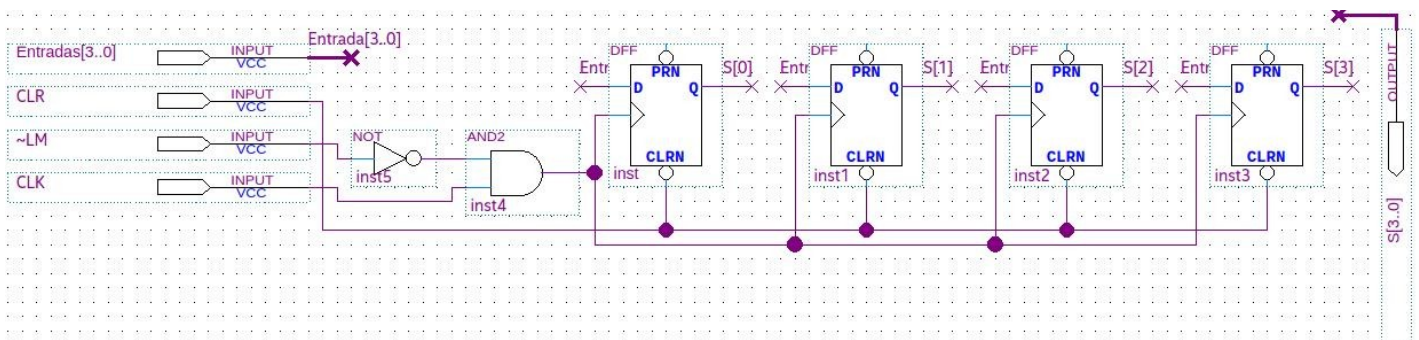 Entradas[3..0]
INPUT
VCC
Entrada[3..0]
CLR
INPUT
VCC
~LM
INPUT
VCC
CLK
INPUT
VCC
NOT
inst5
AND2
inst4
DFF
Entr
D
PRN
Q
CLRN
S[0]
inst
DFF
Entr
D
PRN
Q
CLRN
S[1]
inst1
DFF
Entr
D
PRN
Q
CLRN
S[2]
inst2
DFF
Entr
D
PRN
Q
CLRN
S[3]
inst3
OUTPUT
S[3..0]